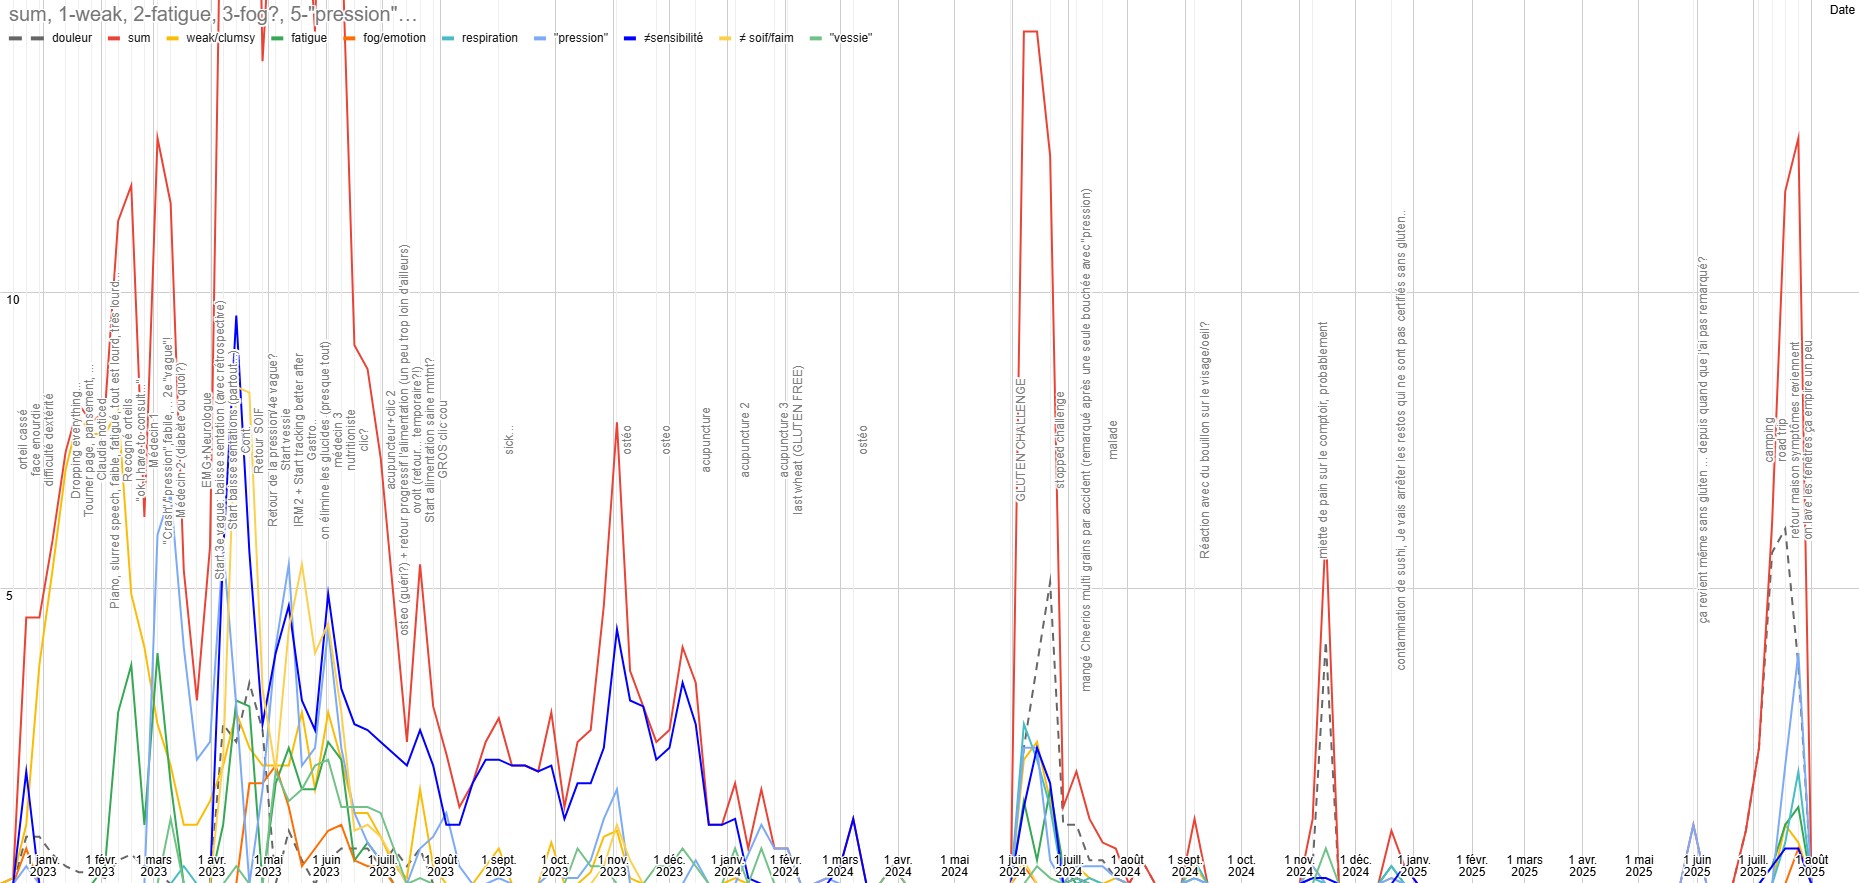 sum, 1-weak, 2-fatigue, 3-fog?, 5-"pression"…
Date
douleur
sum
weak/clumsy
fatigue
fog/emotion
respiration
"pression"
≠sensibilité
≠ soif/faim
"vessie"
10
5
orteil cassé
face enourdie
difficulté dextérité
Dropping everything...
Tourner page, pansement, ...
Claudia noticed
Piano, slurred speech, faible, fatigué, tout est lourd, très lourd...
Recogné orteils
"ok I have to consult..."
Médecin 1
"Crash", "pression", fabile, .. 2e "vague"!
Médecin 2 (diabète ou quoi?)
EMG+Neurologue
Start 3e vague: baisse sentation (avec rétrospective)
Start baisse sentations (partout...)
Cont.
Retour SOIF
Retour de la pression/4e vague?
Start vessie
IRM2 + Start tracking better after
Gastro..
on élimine les glucides (presque tout)
médecin 3
nutritioniste
clic?
acupuncteur+clic 2
osteo (guéri?) + retour progressif l'alimentation (un peu trop loin d'ailleurs)
ovolt (retour.. .temporaire?!)
Start alimentation saine mntnt?
GROS clic cou
sick...
ostéo
osteo
acupuncture
acupuncture 2
acupuncture 3
last wheat (GLUTEN FREE)
ostéo
GLUTEN CHALLENGE
stopped challenge
mangé Cheerios multi grains par accident (remarqué après une seule bouchée avec "pression)
malade
Réaction avec du bouillon sur le visage/oeil?
miette de pain sur le comptoir, probablement
contamination de sushi, Je vais arrêter les restos qui ne sont pas certifiés sans gluten..
ça revient même sans gluten ... depuis quand que j'ai pas remarqué?
camping
road trip
retour maison symptômes reviennent
on lave les fenêtres ça empire un peu
1 janv. 2023
1 févr. 2023
1 mars 2023
1 avr. 2023
1 mai 2023
1 juin 2023
1 juill. 2023
1 août 2023
1 sept. 2023
1 oct. 2023
1 nov. 2023
1 déc. 2023
1 janv. 2024
1 févr. 2024
1 mars 2024
1 avr. 2024
1 mai 2024
1 juin 2024
1 juill. 2024
1 août 2024
1 sept. 2024
1 oct. 2024
1 nov. 2024
1 déc. 2024
1 janv. 2025
1 févr. 2025
1 mars 2025
1 avr. 2025
1 mai 2025
1 juin 2025
1 juill. 2025
1 août 2025